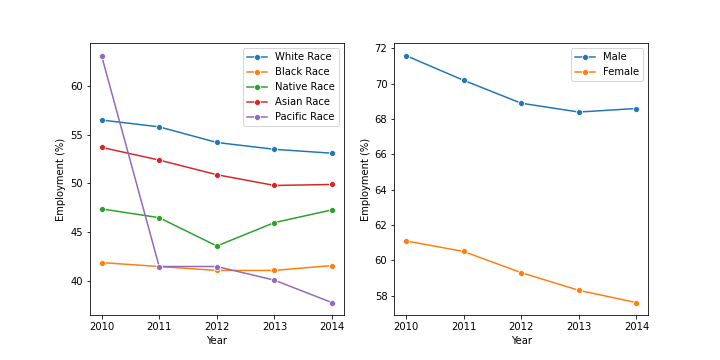 White Race
Black Race
Native Race
Asian Race
Pacific Race
Employment (%)
60
55
50
45
40
2010 2011 2012 2013 2014
Year
Male
Female
Employment (%)
72
70
68
66
64
62
60
58
2010 2011 2012 2013 2014
Year